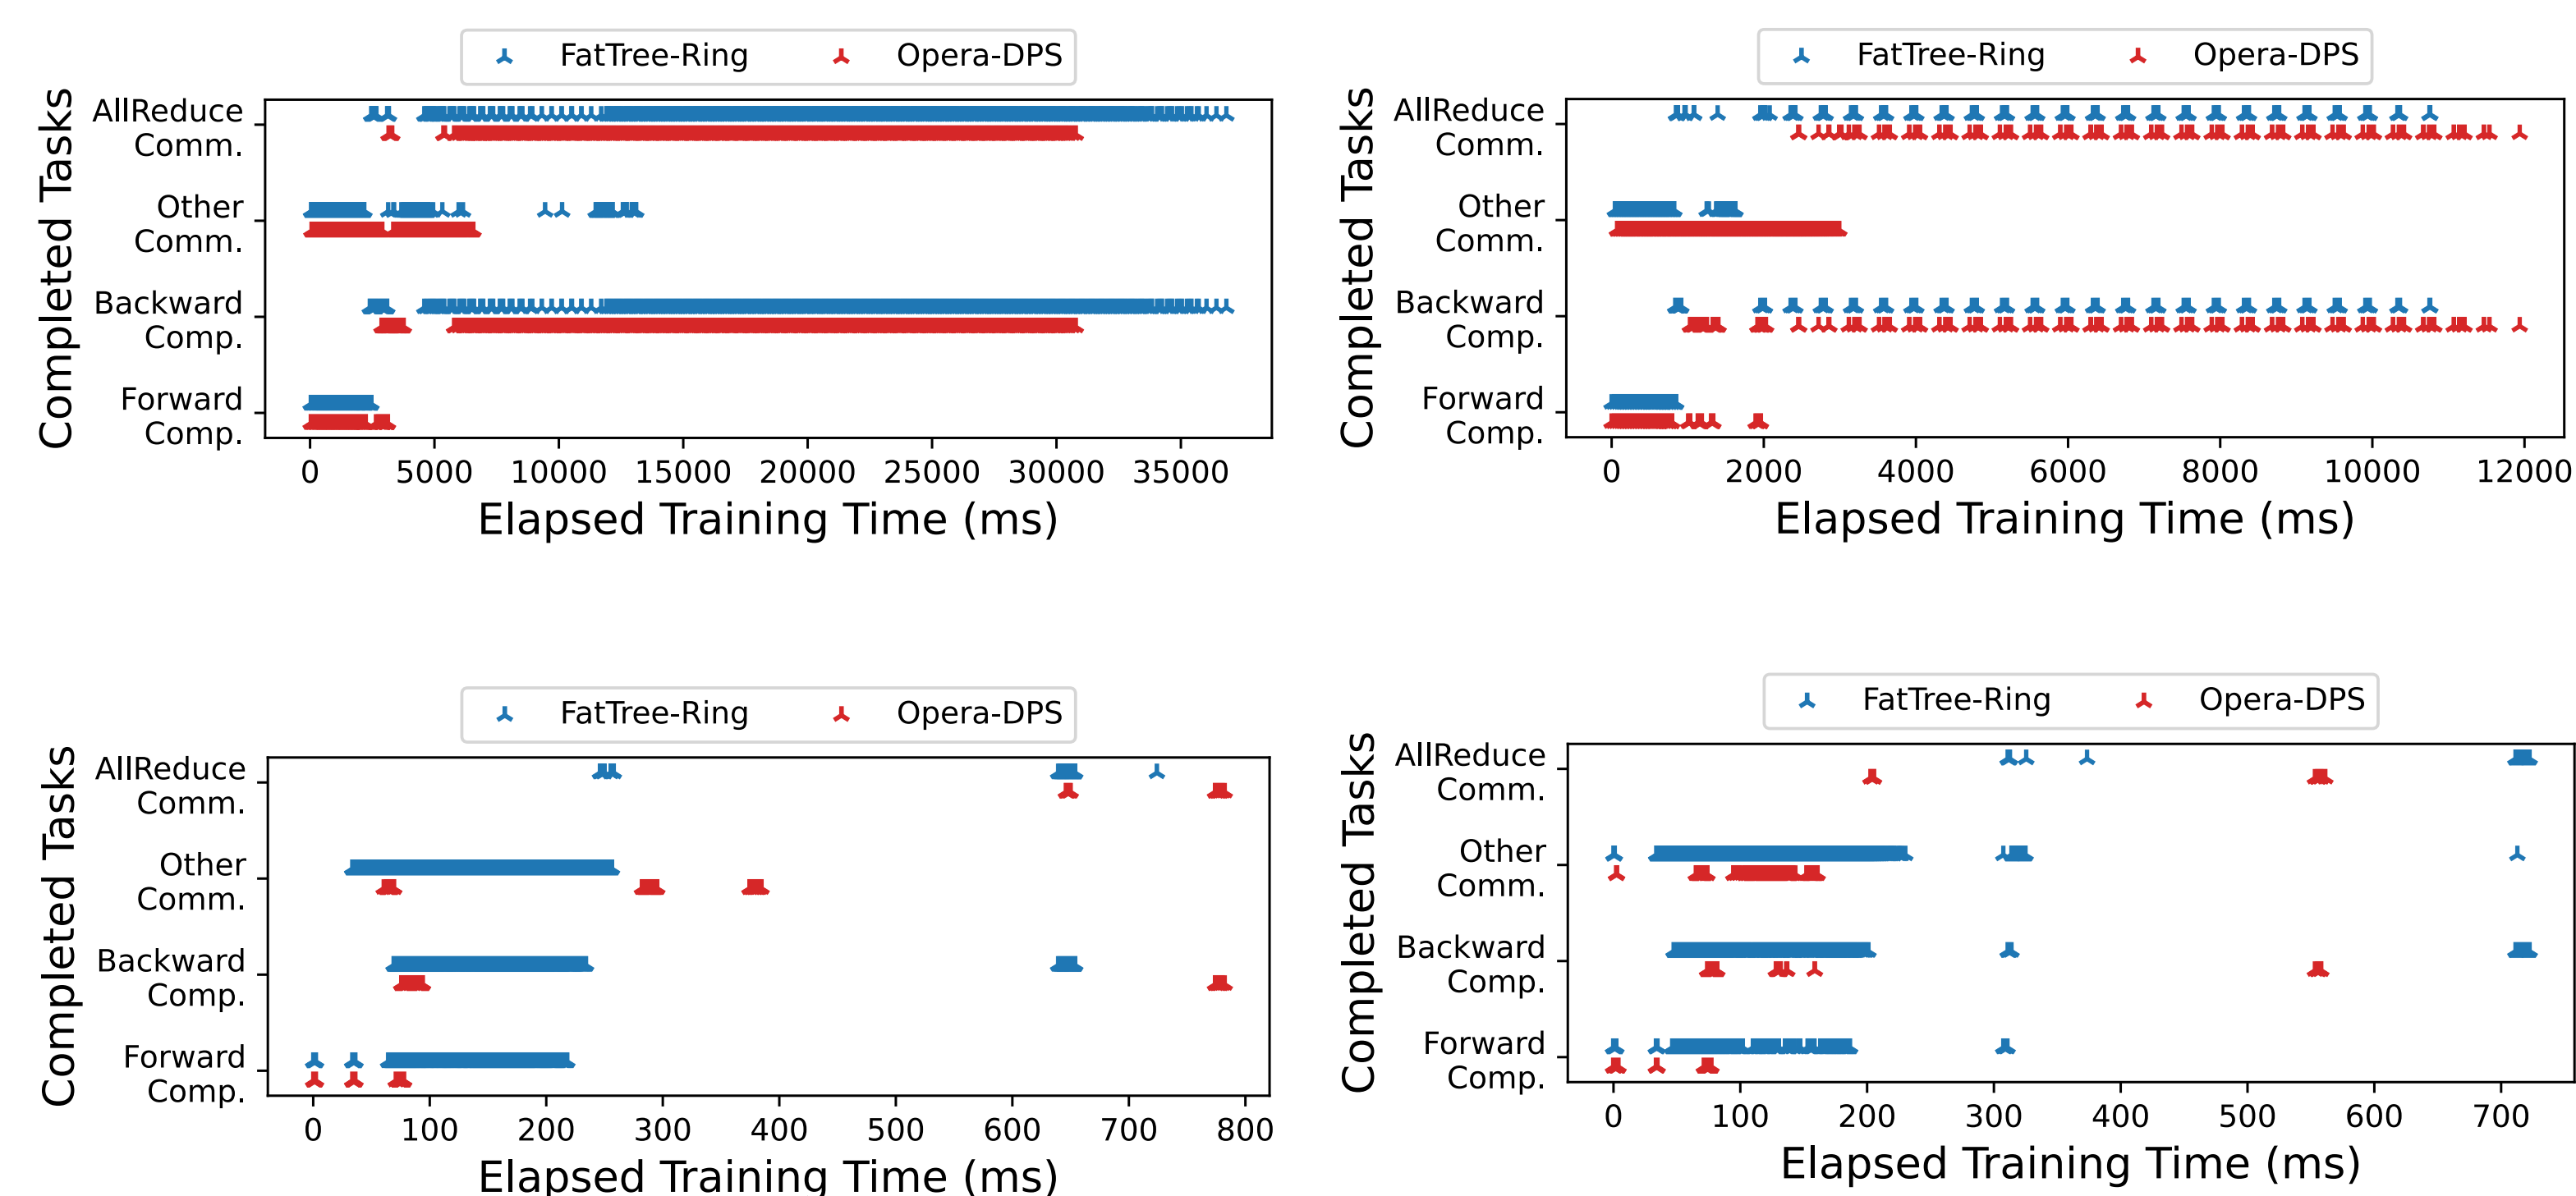 FatTree-Ring Opera-DPS
Completed Tasks
AllReduce
Comm.
Other
Comm.
Backward
Comp.
Forward
Comp.
0 5000 10000 15000 20000 25000 30000 35000
Elapsed Training Time (ms)
FatTree-Ring Opera-DPS
Completed Tasks
AllReduce
Comm.
Other
Comm.
Backward
Comp.
Forward
Comp.
0 2000 4000 6000 8000 10000 12000
Elapsed Training Time (ms)
FatTree-Ring Opera-DPS
Completed Tasks
AllReduce
Comm.
Other
Comm.
Backward
Comp.
Forward
Comp.
0 100 200 300 400 500 600 700 800
Elapsed Training Time (ms)
FatTree-Ring Opera-DPS
Completed Tasks
AllReduce
Comm.
Other
Comm.
Backward
Comp.
Forward
Comp.
0 100 200 300 400 500 600 700
Elapsed Training Time (ms)